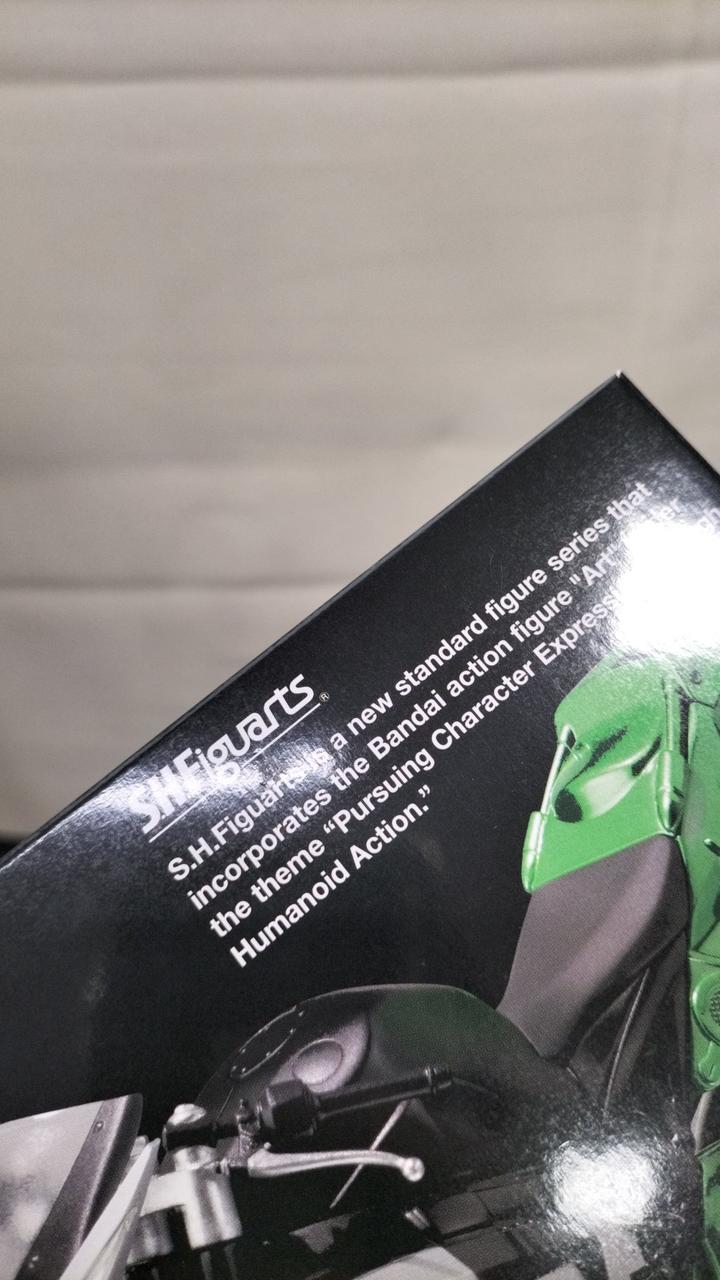 S.H.Figuarts®
S.H.Figuarts is a new standard figure series that
incorporates the Bandai action figure "Art"
the theme “Pursuing Character
Humanoid Action.”